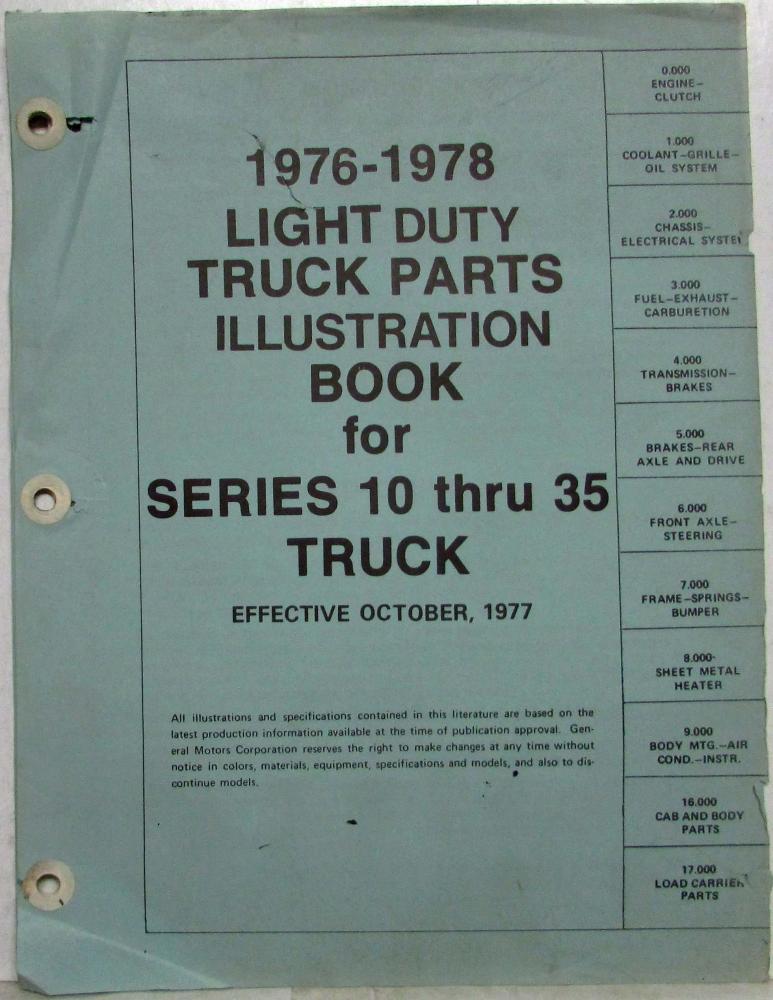 1976-1978
LIGHT DUTY
TRUCK PARTS
ILLUSTRATION
BOOK
for
SERIES 10 thru 35
TRUCK
EFFECTIVE OCTOBER, 1977
All illustrations and specifications contained in this literature are based on the
latest production information available at the time of publication approval. Gen-
eral Motors Corporation reserves the right to make changes at any time without
notice in colors, materials, equipment, specifications and models, and also to dis-
continue models.
0.000
ENGINE-
CLUTCH
1.000
COOLANT-GRILLE-
OIL SYSTEM
2.000
CHASSIS-
ELECTRICAL SYSTEM
3.000
FUEL-EXHAUST-
CARBURETION
4.000
TRANSMISSION-
BRAKES
5.000
BRAKES-REAR
AXLE AND DRIVE
6.000
FRONT AXLE-
STEERING
7.000
FRAME-SPRINGS-
BUMPER
8.000-
SHEET METAL
HEATER
9.000
BODY MTG.-AIR
COND.-INSTR.
16.000
CAB AND BODY
PARTS
17.000
LOAD CARRIER
PARTS